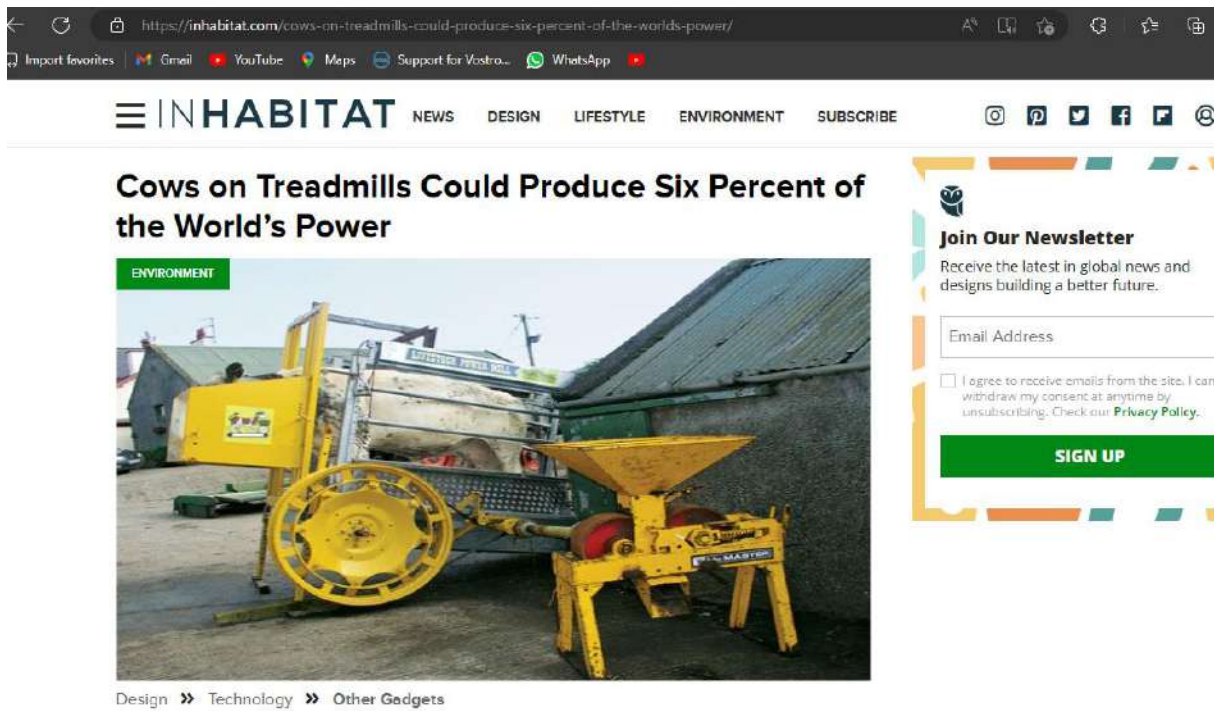 https://inhabitat.com/cows-on-treadmills-could-produce-six-percent-of-the-worlds-power/
Import favorites Gmail YouTube Maps Support for Vostro... WhatsApp
INHABITAT NEWS DESIGN LIFESTYLE ENVIRONMENT SUBSCRIBE
Cows on Treadmills Could Produce Six Percent of
the World's Power
ENVIRONMENT
LIVESTOCK POWER MILL
MASTER
Design » Technology » Other Gadgets
Join Our Newsletter
Receive the latest in global news and
designs building a better future.
Email Address
I agree to receive emails from the site. I can
withdraw my consent at anytime by
unsubscribing. Check our Privacy Policy.
SIGN UP